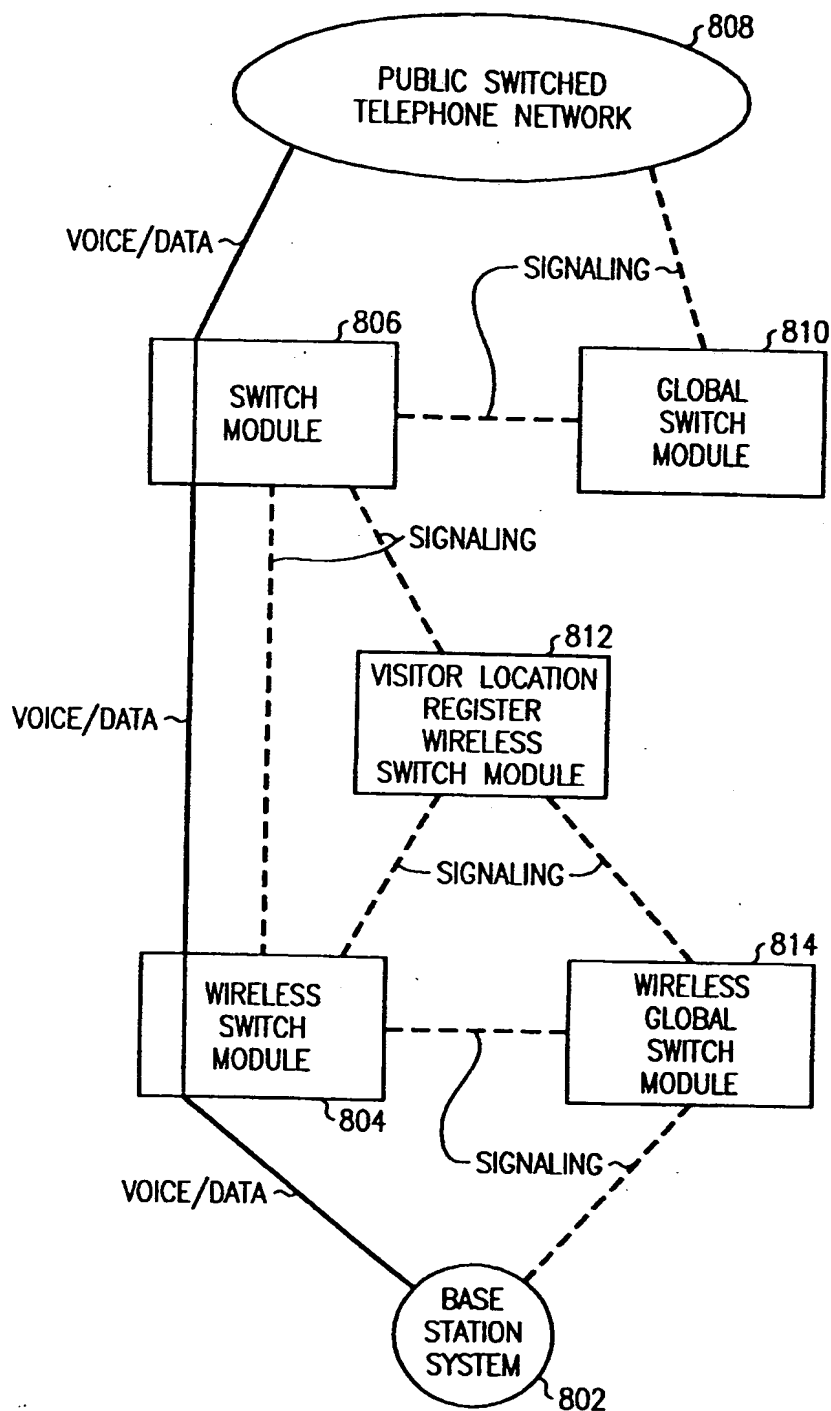 808
PUBLIC SWITCHED
TELEPHONE NETWORK
VOICE/DATA
SIGNALING
806
810
SWITCH
MODULE
GLOBAL
SWITCH
MODULE
SIGNALING
812
VISITOR LOCATION
REGISTER
WIRELESS
SWITCH MODULE
VOICE/DATA
SIGNALING
814
WIRELESS
SWITCH
MODULE
WIRELESS
GLOBAL
SWITCH
MODULE
804
SIGNALING
VOICE/DATA
BASE
STATION
SYSTEM
802